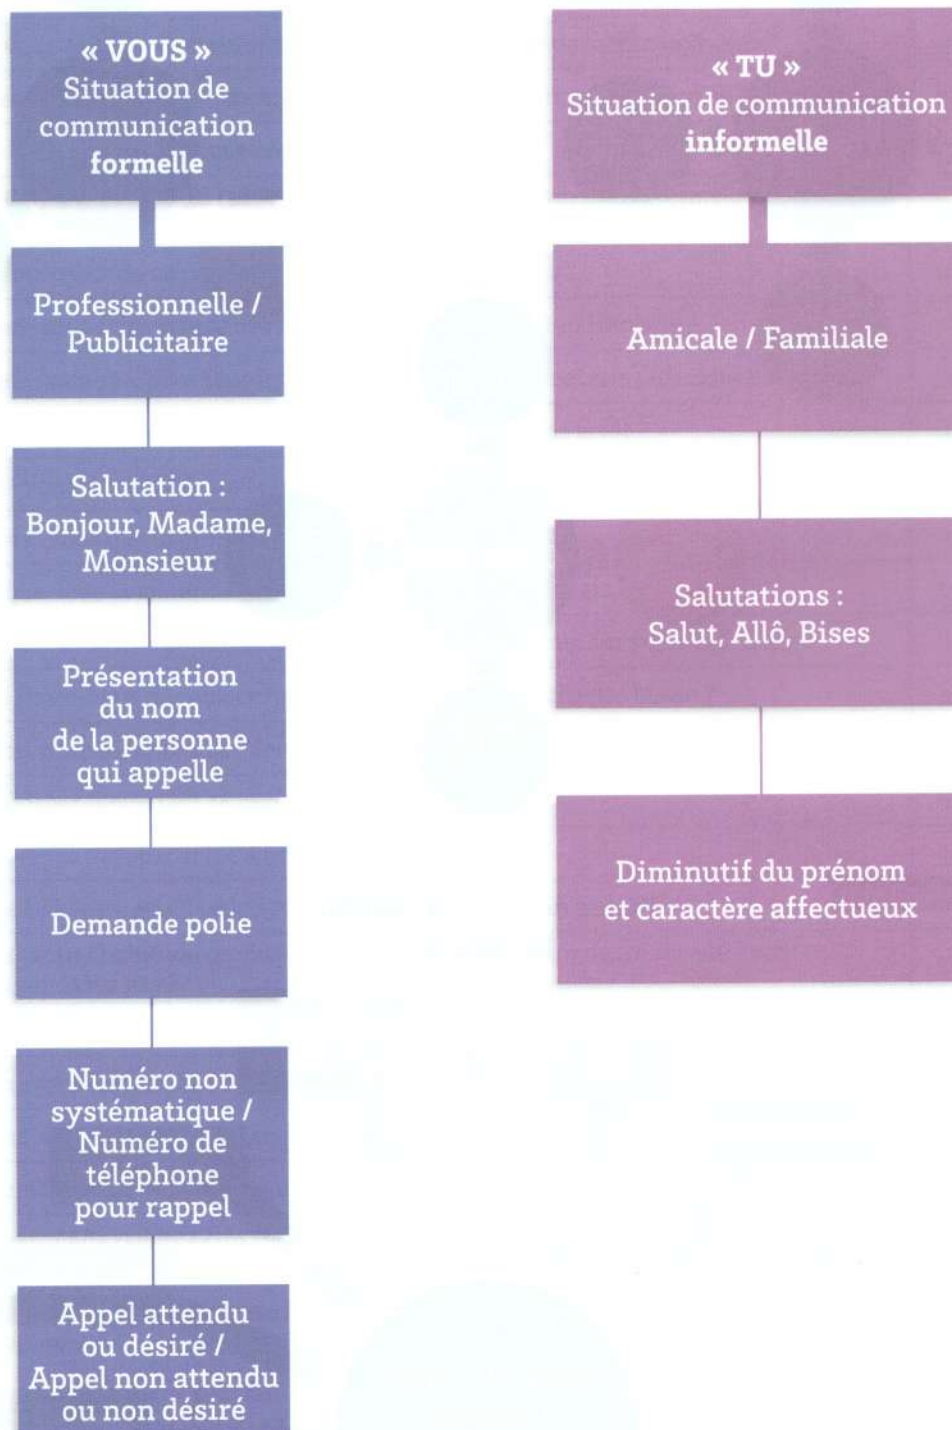 « VOUS »
Situation de
communication
formelle
Professionnelle /
Publicitaire
Salutation :
Bonjour, Madame,
Monsieur
Présentation
du nom
de la personne
qui appelle
Demande polie
Numéro non
systématique /
Numéro de
téléphone
pour rappel
Appel attendu
ou désiré /
Appel non attendu
ou non désiré
« TU »
Situation de communication
informelle
Amicale / Familiale
Salutations :
Salut, Allô, Bises
Diminutif du prénom
et caractère affectueux